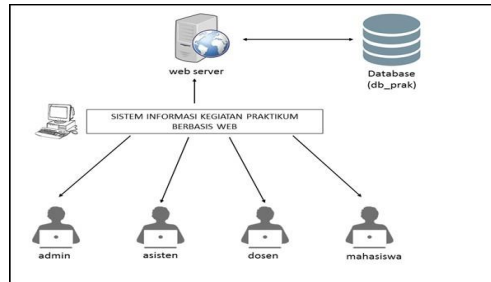 web server
Database
(db_prak)
SISTEM INFORMASI KEGIATAN PRAKTIKUM
BERBASIS WEB
admin
asisten
dosen
mahasiswa